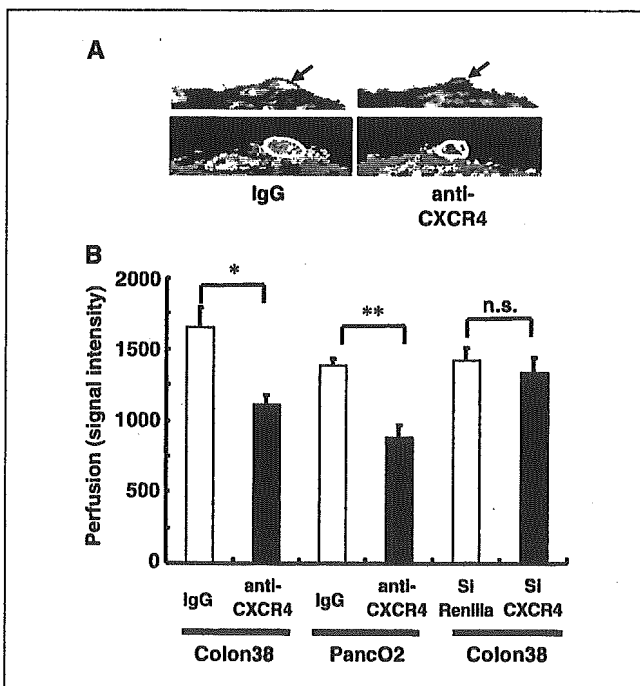 A
IgG
anti-
CXCR4
B
Perfusion (signal intensity)
2000
1500
1000
500
0
*
**
n.s.
IgG
anti-
CXCR4
IgG
anti-
CXCR4
Si
Renilla
Si
CXCR4
Colon38
PancO2
Colon38